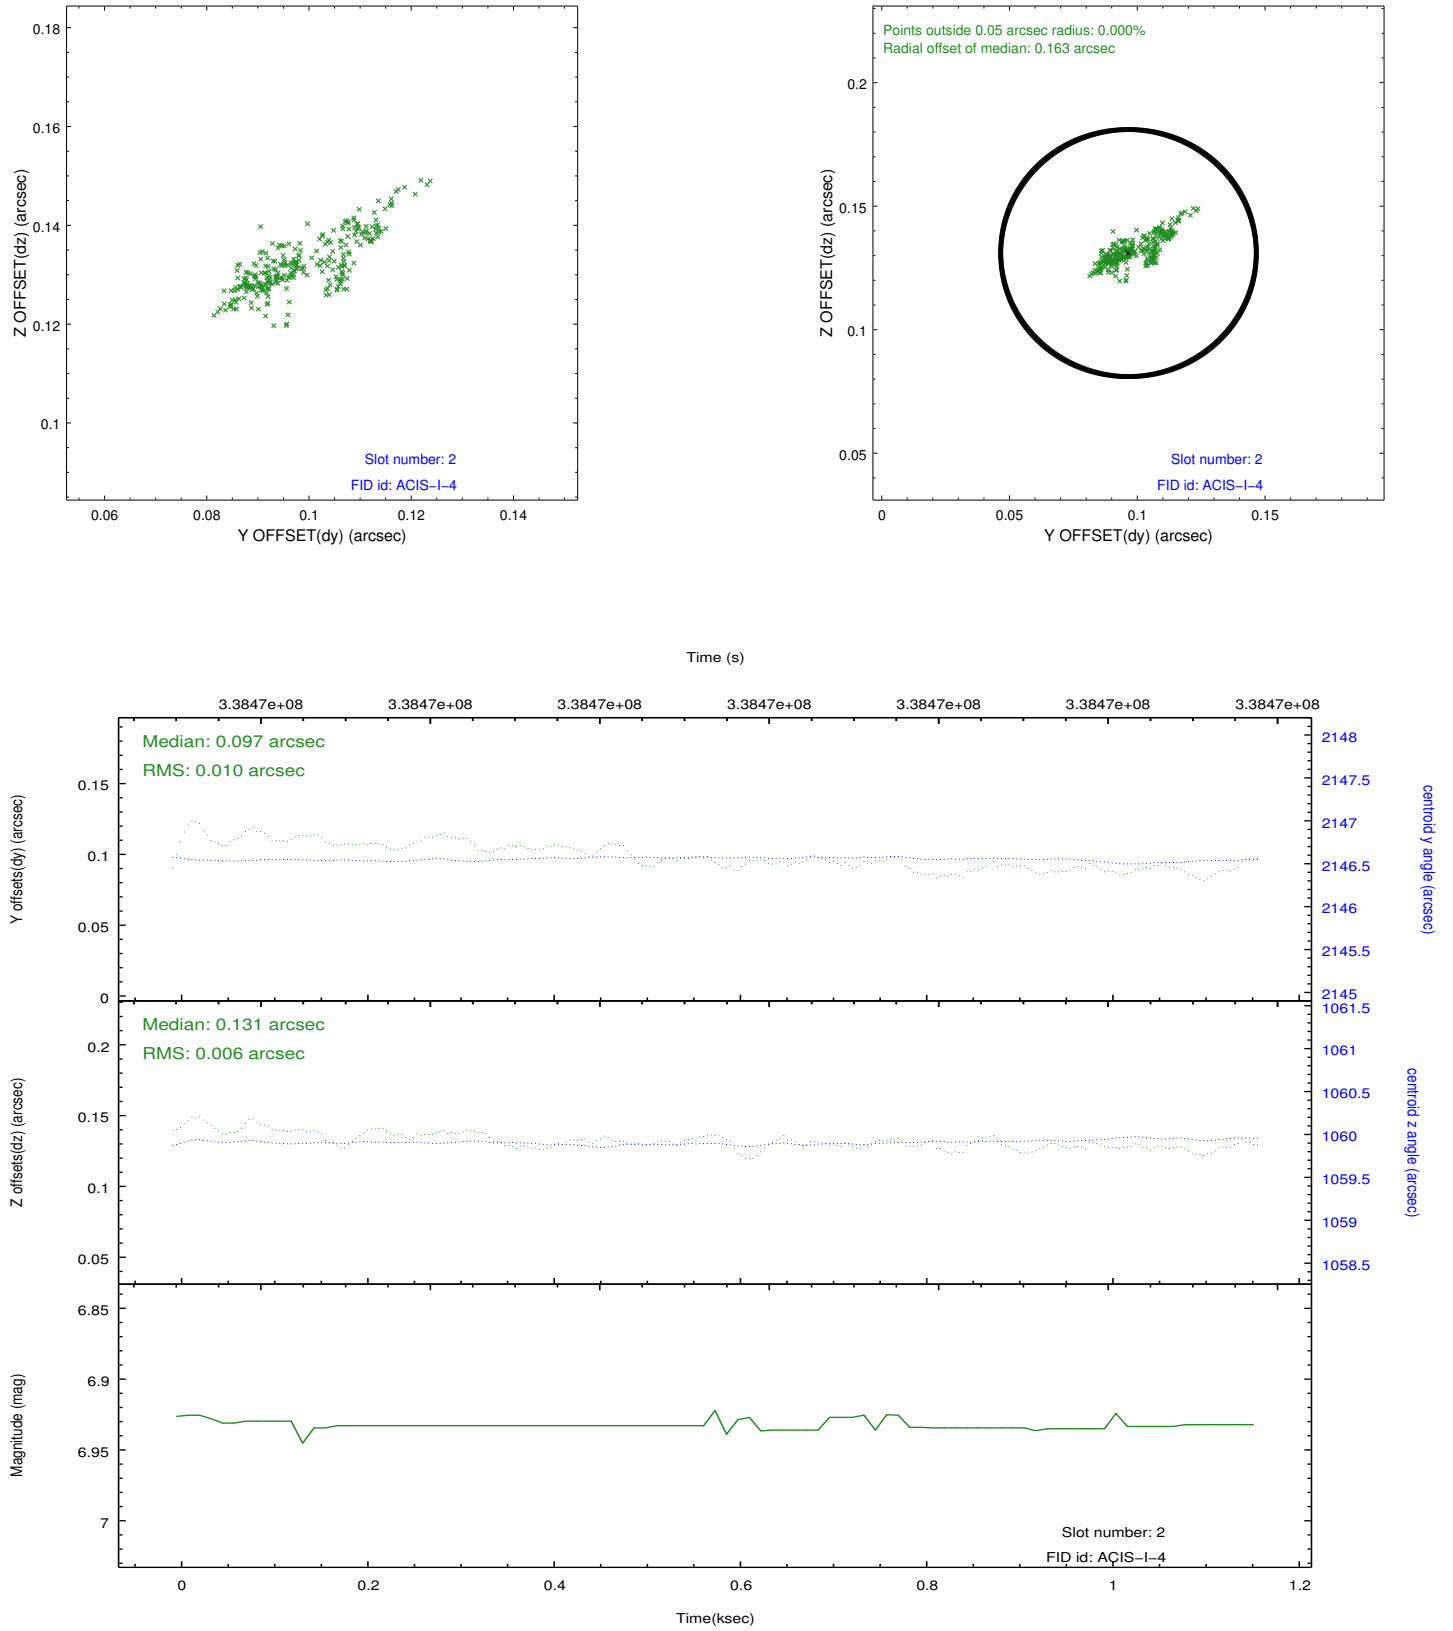 0.18
0.16
0.14
0.12
0.1
Z OFFSET(dz) (arcsec)
Slot number: 2
FID id: ACIS−I−4
0.06 0.08 0.1 0.12 0.14
Y OFFSET(dy) (arcsec)
Points outside 0.05 arcsec radius: 0.000%
Radial offset of median: 0.163 arcsec
0.2
0.15
0.1
0.05
Z OFFSET(dz) (arcsec)
Slot number: 2
FID id: ACIS−I−4
0 0.05 0.1 0.15
Y OFFSET(dy) (arcsec)
Time (s)
3.3847e+08 3.3847e+08 3.3847e+08 3.3847e+08 3.3847e+08 3.3847e+08 3.3847e+08
Median: 0.097 arcsec
RMS: 0.010 arcsec
0.15
0.1
0.05
0
Y offsets(dy) (arcsec)
2148
2147.5
2147
2146.5
2146
2145.5
2145
centroid y angle (arcsec)
Median: 0.131 arcsec
RMS: 0.006 arcsec
0.2
0.15
0.1
0.05
Z offsets(dz) (arcsec)
1061.5
1061
1060.5
1060
1059.5
1059
1058.5
centroid z angle (arcsec)
6.85
6.9
6.95
7
Magnitude (mag)
Slot number: 2
FID id: ACIS−I−4
0 0.2 0.4 0.6 0.8 1 1.2
Time(ksec)